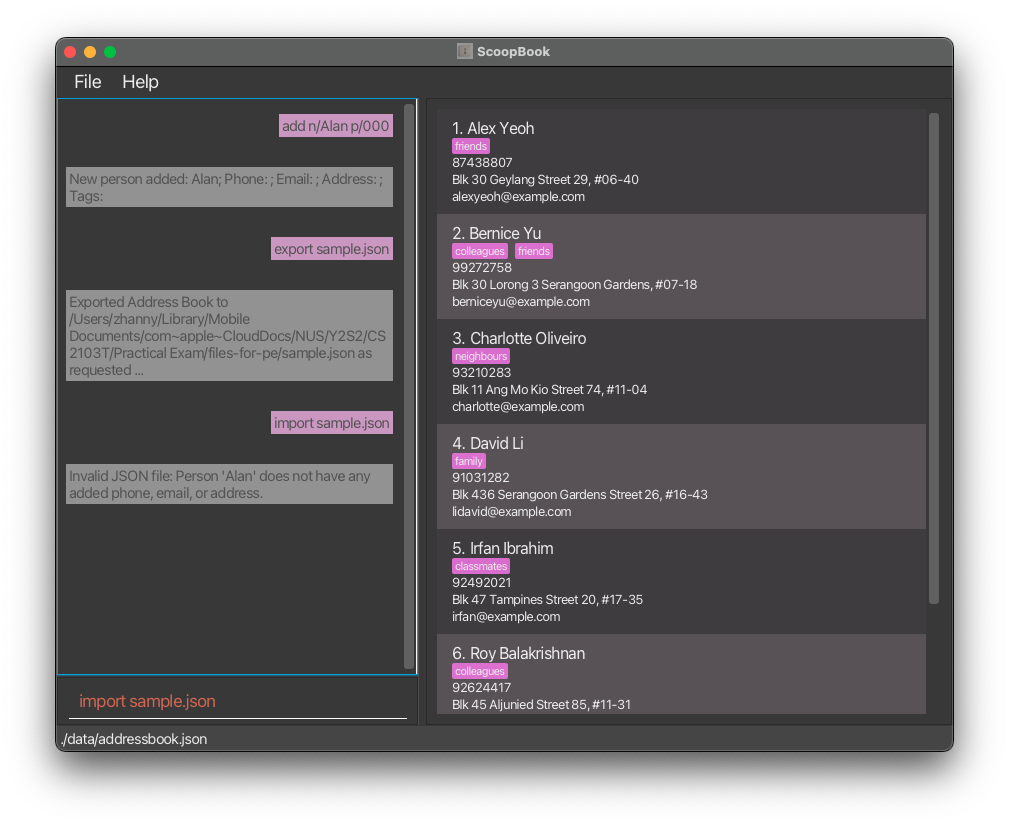 ScoopBook
File Help
add n/Alan p/000
New person added: Alan; Phone: ; Email: ; Address: ;
Tags:
export sample.json
Exported Address Book to
/Users/zhanny/Library/Mobile
Documents/com~apple~CloudDocs/NUS/Y2S2/CS
2103T/Practical Exam/files-for-pe/sample.json as
requested ...
import sample.json
Invalid JSON file: Person 'Alan' does not have any
added phone, email, or address.
import sample.json
1. Alex Yeoh
friends
87438807
Blk 30 Geylang Street 29, #06-40
alexyeoh@example.com
2. Bernice Yu
colleagues friends
99272758
Blk 30 Lorong 3 Serangoon Gardens, #07-18
berniceyu@example.com
3. Charlotte Oliveiro
neighbours
93210283
Blk 11 Ang Mo Kio Street 74, #11-04
charlotte@example.com
4. David Li
family
91031282
Blk 436 Serangoon Gardens Street 26, #16-43
lidavid@example.com
5. Irfan Ibrahim
classmates
92492021
Blk 47 Tampines Street 20, #17-35
irfan@example.com
6. Roy Balakrishnan
colleagues
92624417
Blk 45 Aljunied Street 85, #11-31
./data/addressbook.json